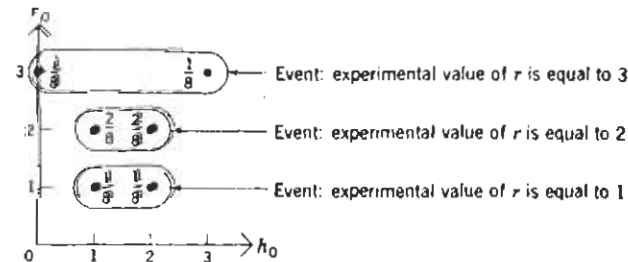 r₀
3 1/8 1/8 Event: experimental value of r is equal to 3
2 2/8 2/8 Event: experimental value of r is equal to 2
1 1/8 1/8 Event: experimental value of r is equal to 1
0 1 2 3 h₀